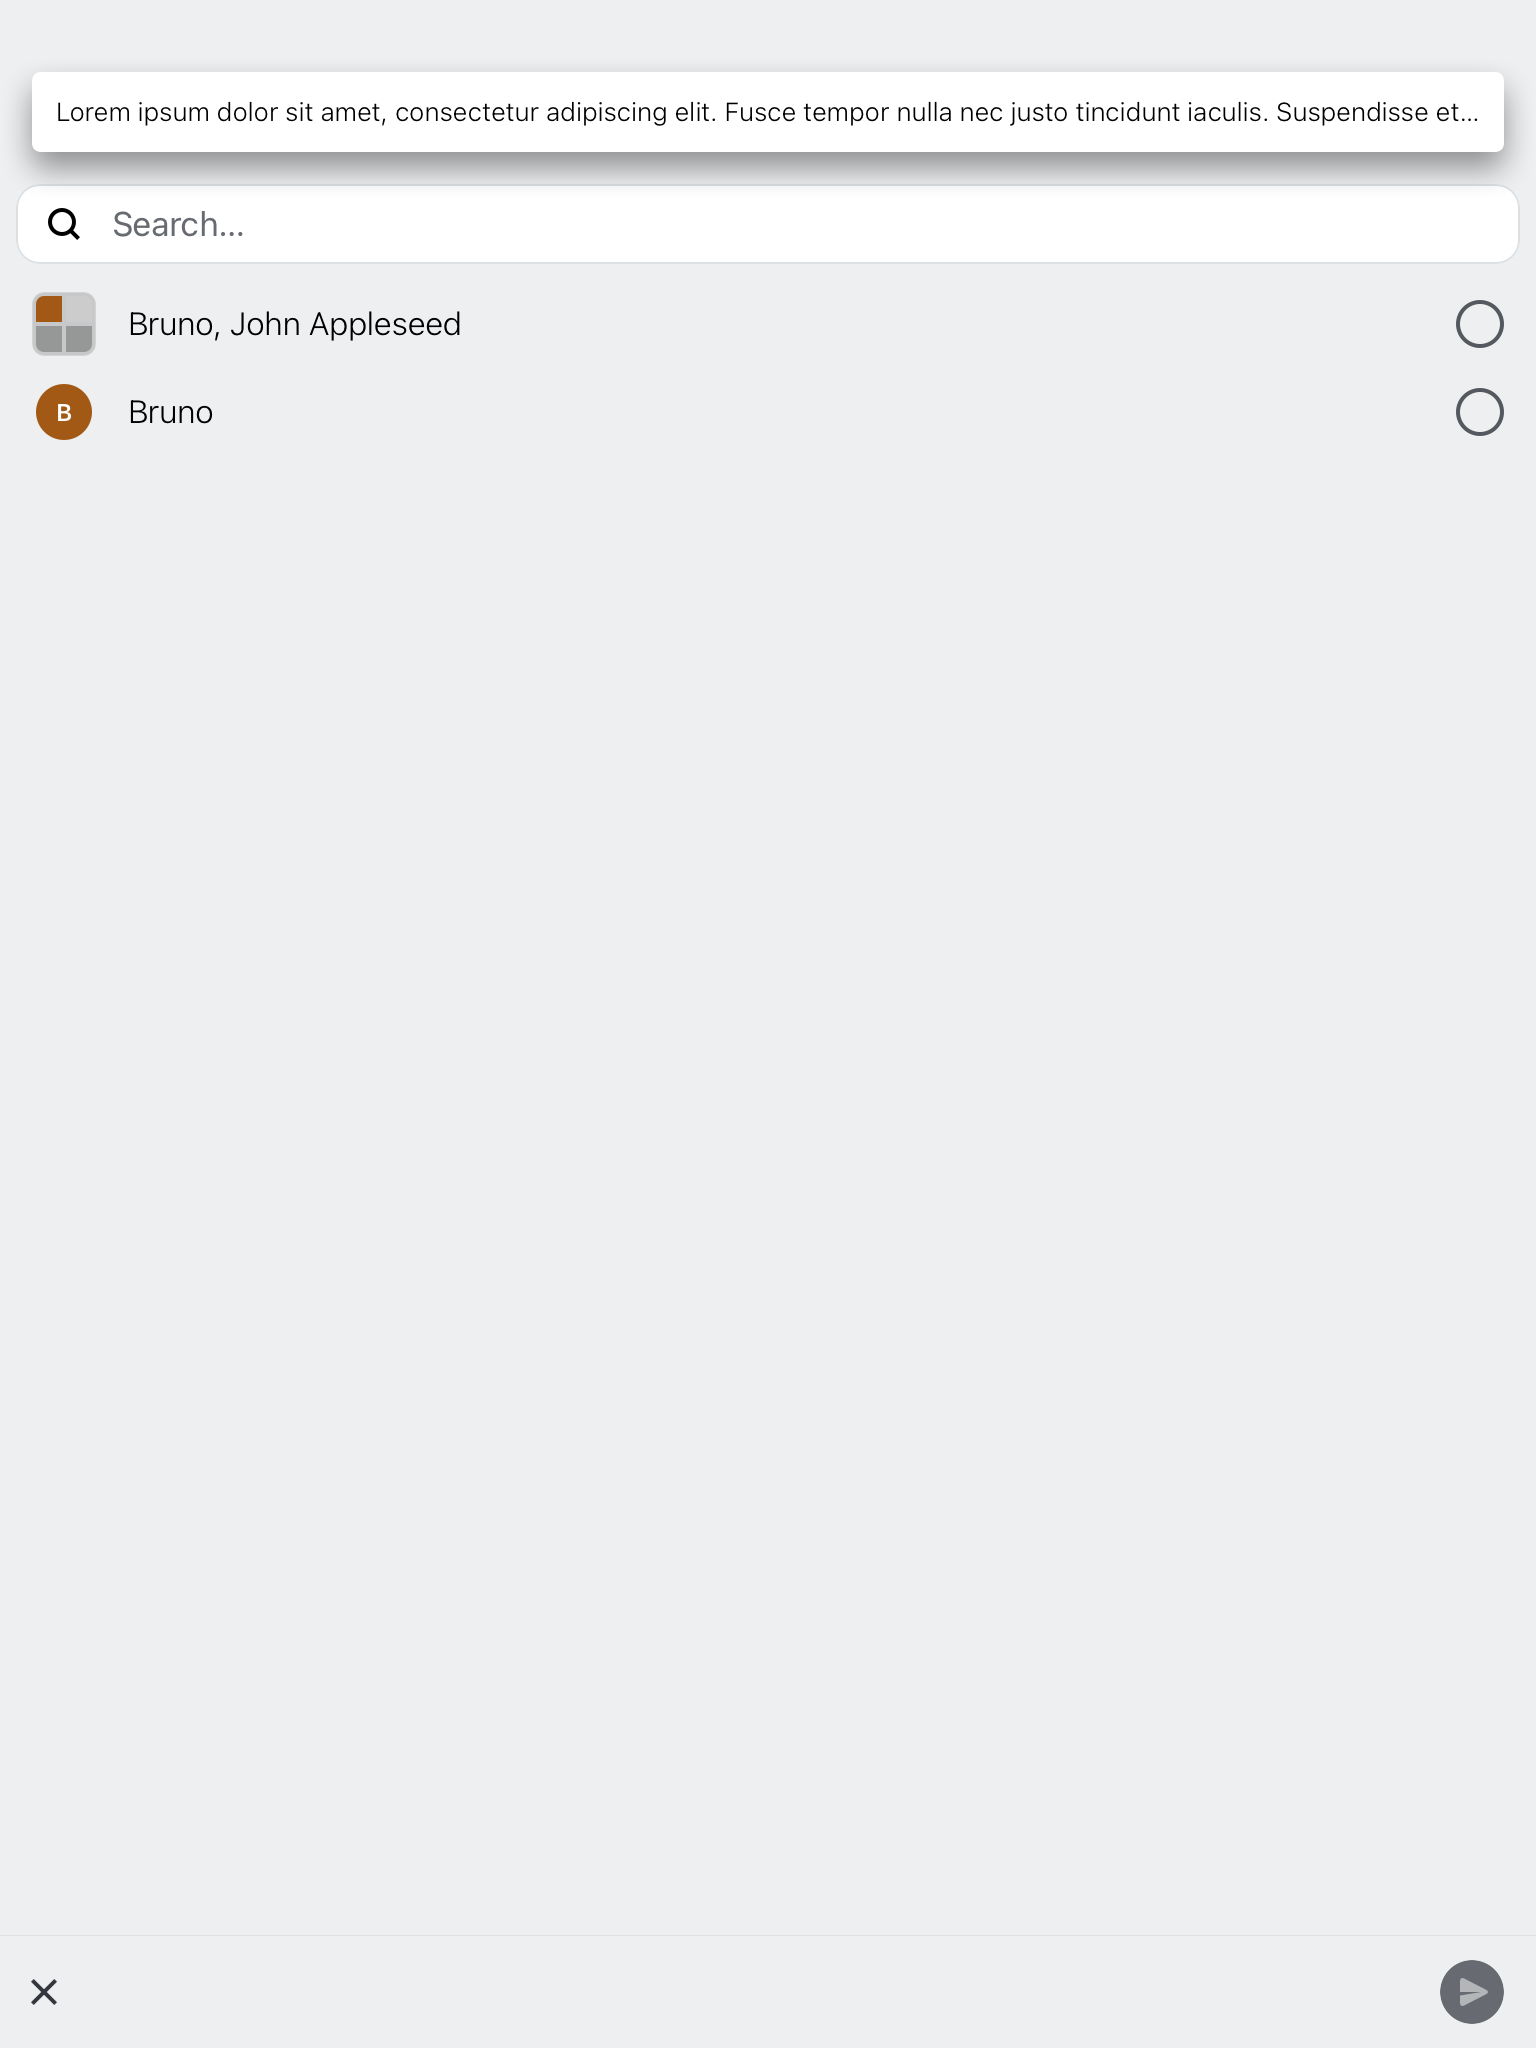 Lorem ipsum dolor sit amet, consectetur adipiscing elit. Fusce tempor nulla nec justo tincidunt iaculis. Suspendisse et...
Search...
Bruno, John Appleseed
B
Bruno